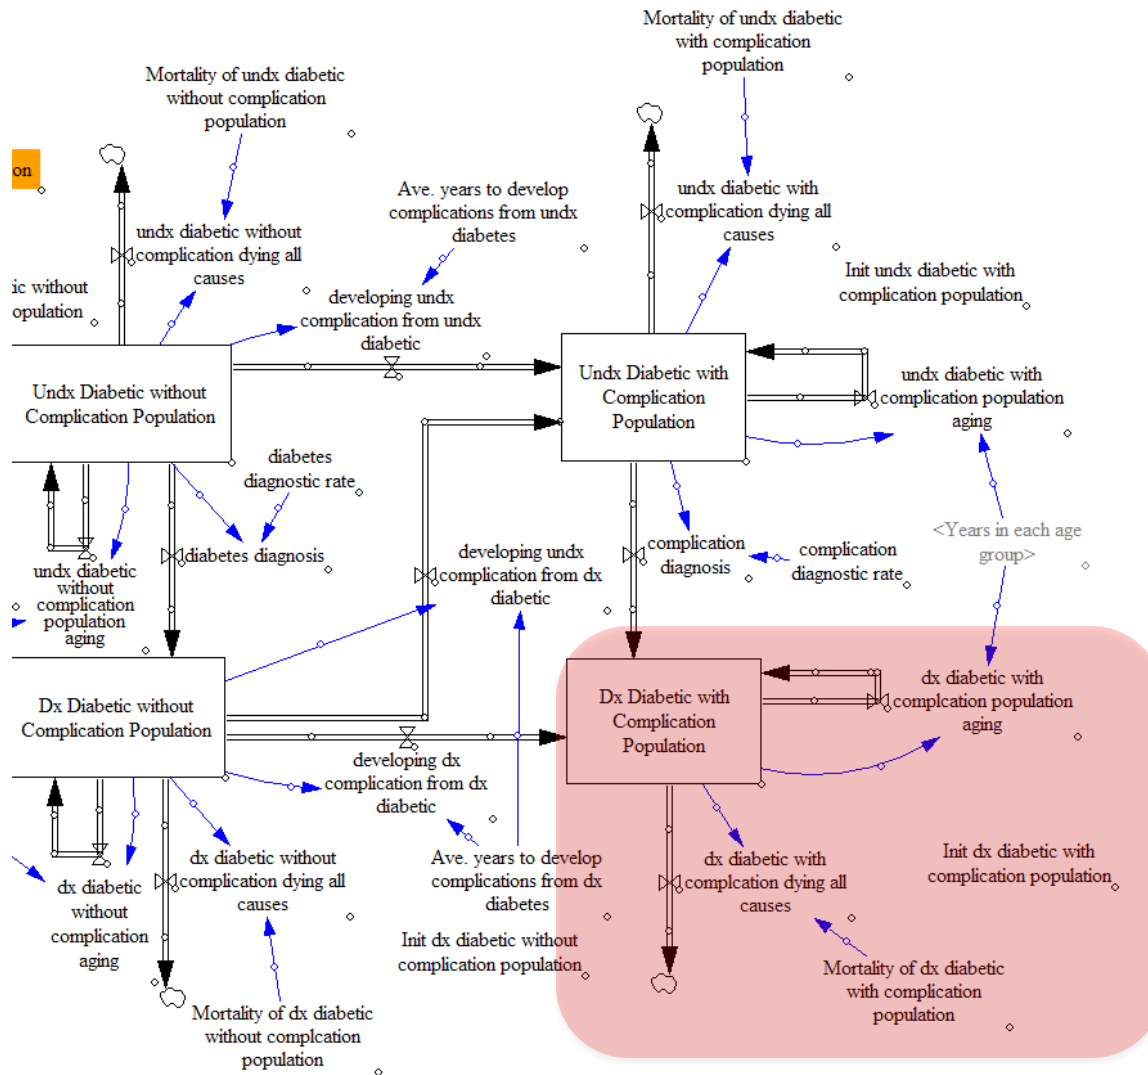 Mortality of undx diabetic
with complication
population
Mortality of undx diabetic
without complication
population
on
Ave. years to develop
complications from undx
diabetes
undx diabetic with
complication dying all
causes
undx diabetic without
complication dying all
causes
Init undx diabetic with
complication population
ic without
opulation
developing undx
complication from undx
diabetic
Undx Diabetic without
Complication Population
Undx Diabetic with
Complication
Population
undx diabetic with
complication population
aging
diabetes
diagnostic rate
diabetes diagnosis
developing undx
complication from dx
diabetic
complication
diagnosis
complication
diagnostic rate
<Years in each age
group>
undx diabetic
without
complication
population
aging
Dx Diabetic without
Complication Population
Dx Diabetic with
Complication
Population
dx diabetic with
complcation population
aging
developing dx
complication from dx
diabetic
dx diabetic without
complication dying all
causes
Ave. years to develop
complications from dx
diabetes
dx diabetic with
complcation dying all
causes
Init dx diabetic with
complication population
dx diabetic
without
complication
aging
Init dx diabetic without
complication population
Mortality of dx diabetic
with complication
population
Mortality of dx diabetic
without complcation
population